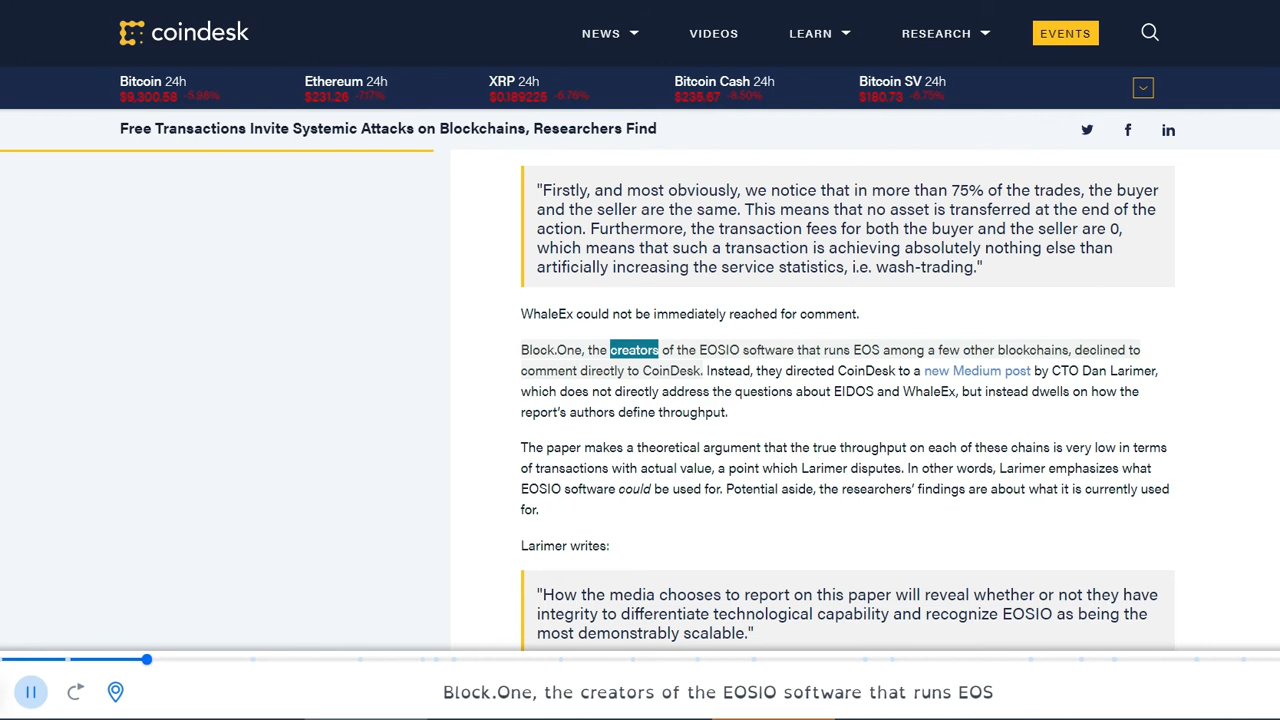 coindesk
NEWS VIDEOS LEARN RESEARCH EVENTS
Bitcoin 24h Ethereum 24h XRP 24h Bitcoin Cash 24h Bitcoin SV 24h
$9,300.58 -5.98% $231.26 -7.17% $0.189225 -6.76% $235.67 -6.50% $180.73 -6.75%
Free Transactions Invite Systemic Attacks on Blockchains, Researchers Find
"Firstly, and most obviously, we notice that in more than 75% of the trades, the buyer
and the seller are the same. This means that no asset is transferred at the end of the
action. Furthermore, the transaction fees for both the buyer and the seller are 0,
which means that such a transaction is achieving absolutely nothing else than
artificially increasing the service statistics, i.e. wash-trading."
WhaleEx could not be immediately reached for comment.
Block.One, the creators of the EOSIO software that runs EOS among a few other blockchains, declined to
comment directly to CoinDesk. Instead, they directed CoinDesk to a new Medium post by CTO Dan Larimer,
which does not directly address the questions about EIDOS and WhaleEx, but instead dwells on how the
report’s authors define throughput.
The paper makes a theoretical argument that the true throughput on each of these chains is very low in terms
of transactions with actual value, a point which Larimer disputes. In other words, Larimer emphasizes what
EOSIO software could be used for. Potential aside, the researchers’ findings are about what it is currently used
for.
Larimer writes:
"How the media chooses to report on this paper will reveal whether or not they have
integrity to differentiate technological capability and recognize EOSIO as being the
most demonstrably scalable."
Block.One, the creators of the EOSIO software that runs EOS